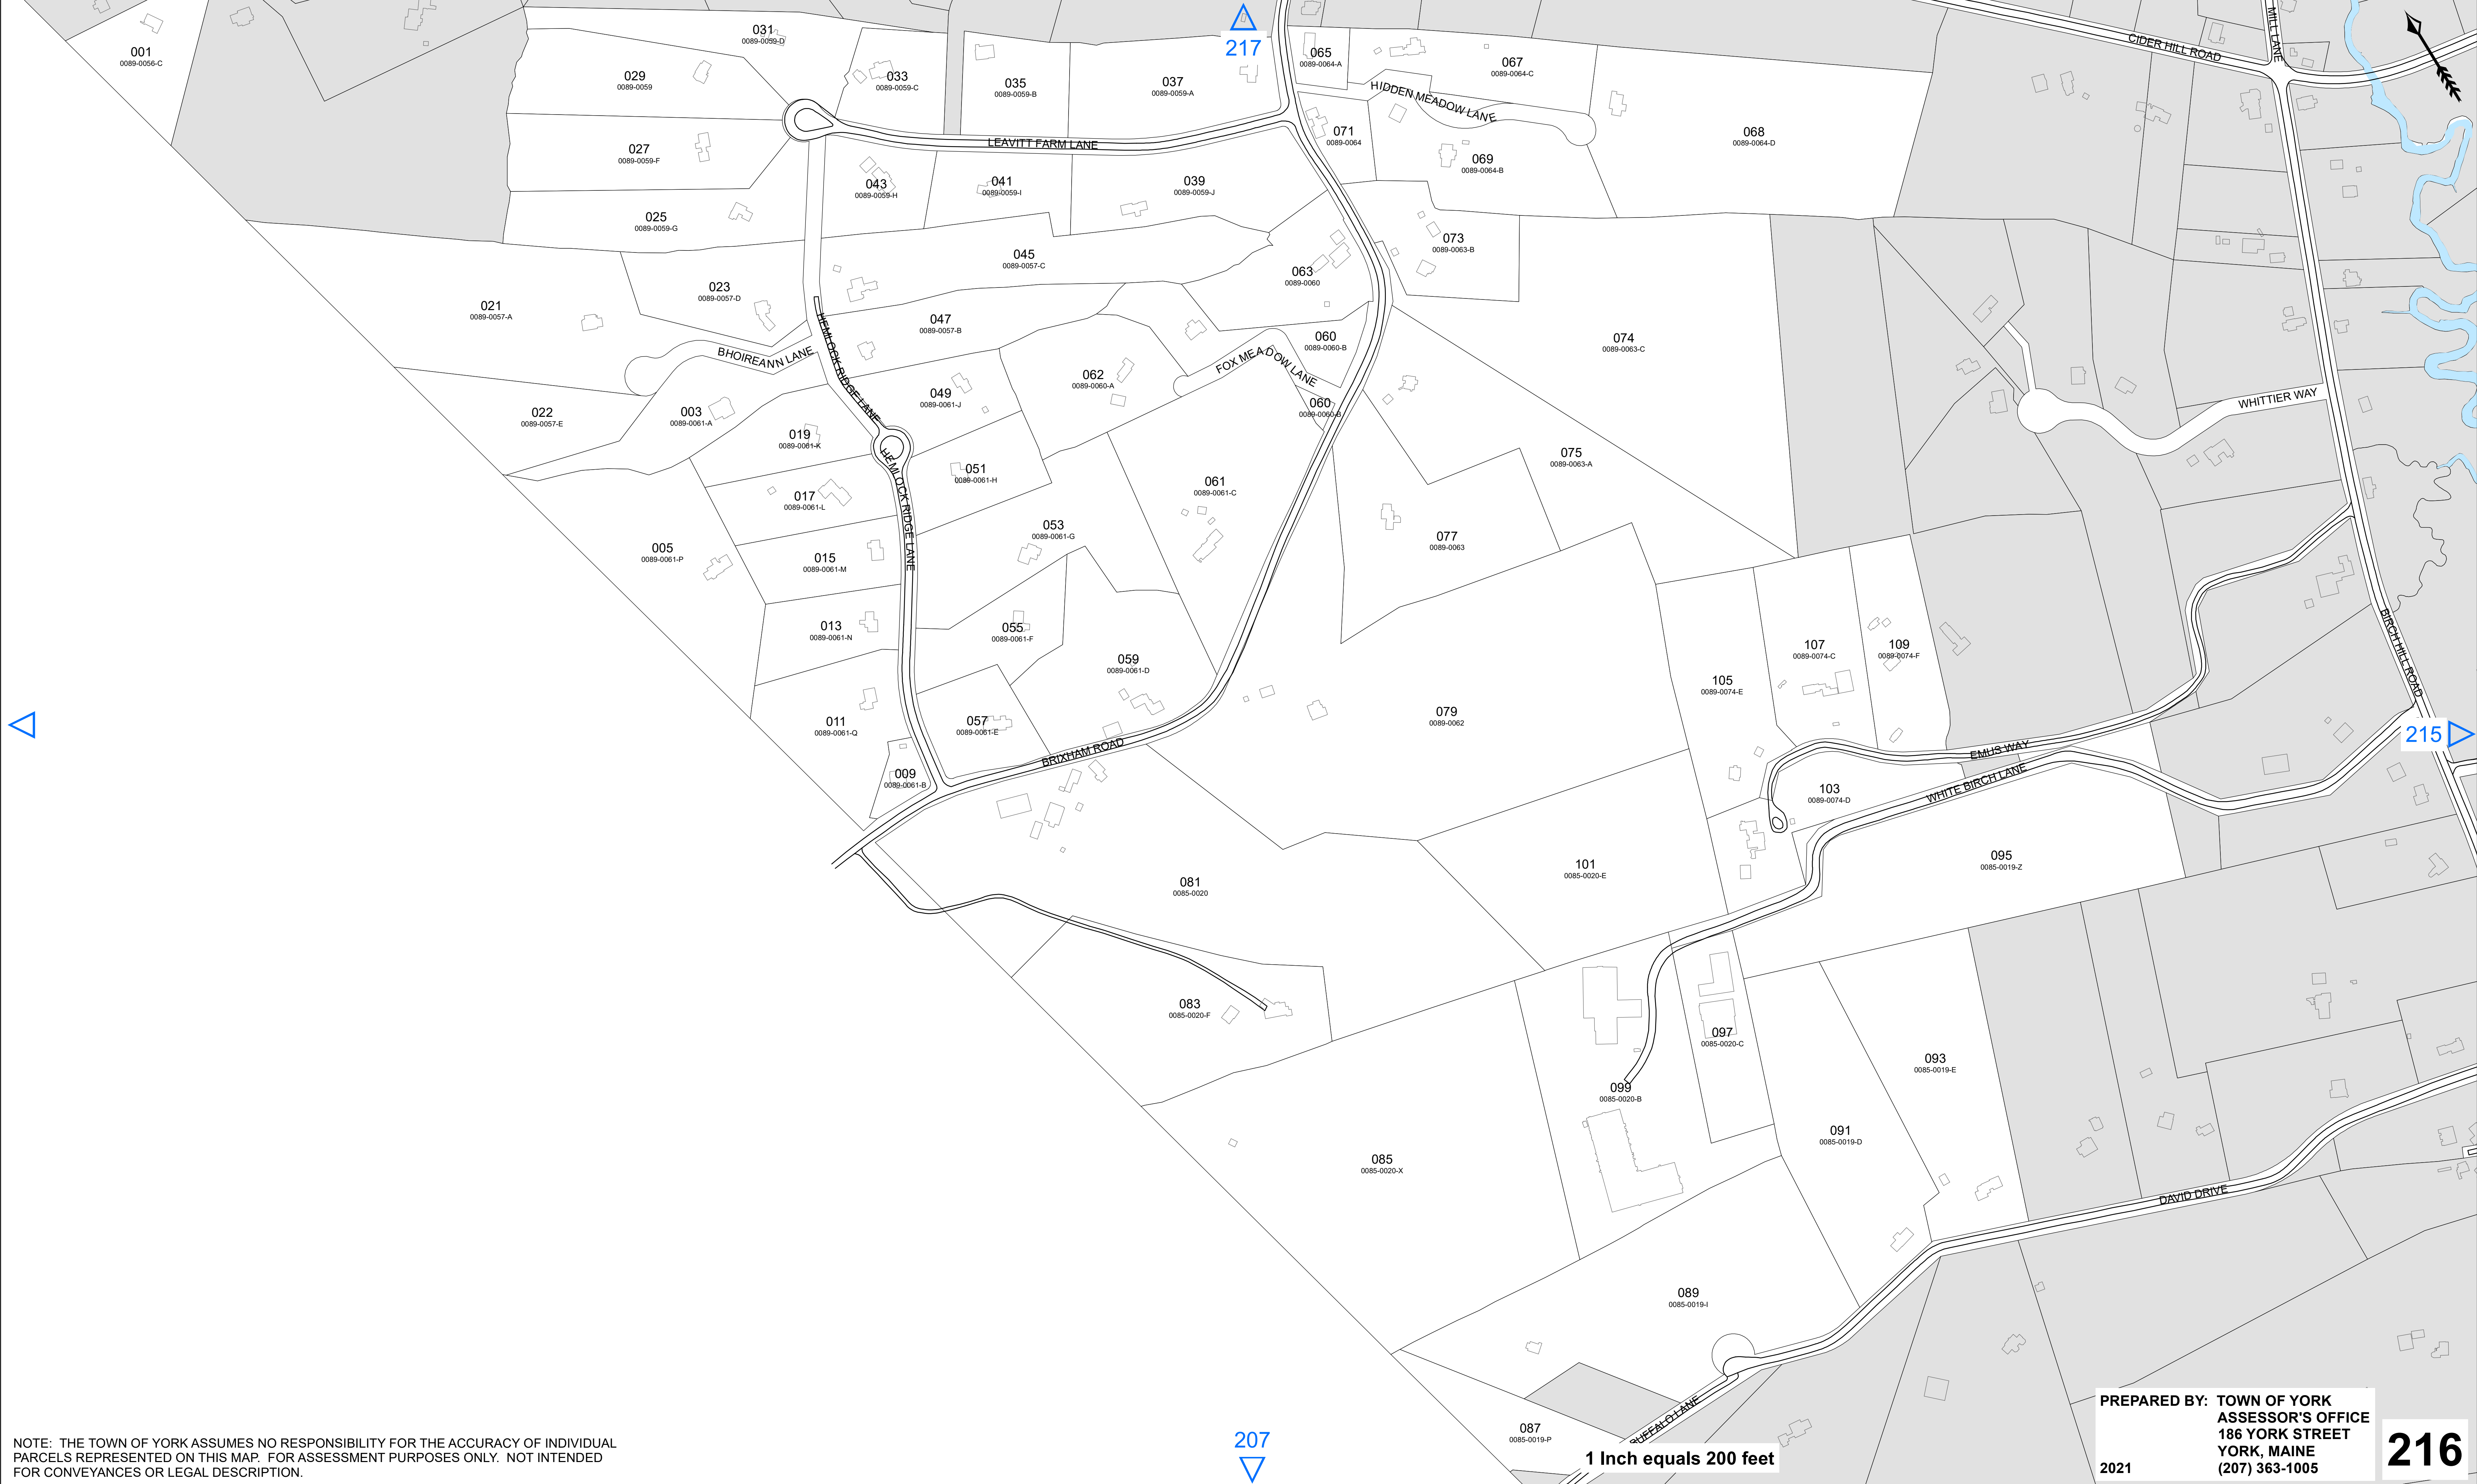 001
0089-0056-C
031
0089-0059-D
029
0089-0059
033
0089-0059-C
035
0089-0059-B
037
0089-0059-A
217
065
0089-0064-A
067
0089-0064-C
HIDDEN MEADOW LANE
CIDER HILL ROAD
MILL LANE
027
0089-0059-F
LEAVITT FARM LANE
071
0089-0064
069
0089-0064-B
068
0089-0064-D
043
0089-0059-H
041
0089-0059-I
039
0089-0059-J
025
0089-0059-G
045
0089-0057-C
073
0089-0063-B
063
0089-0060
023
0089-0057-D
021
0089-0057-A
047
0089-0057-B
HEMLOCK RIDGE LANE
BHOIREANN LANE
060
0089-0060-B
FOX MEADOW LANE
074
0089-0063-C
062
0089-0060-A
049
0089-0061-J
060
0089-0060-B
WHITTIER WAY
022
0089-0057-E
003
0089-0061-A
019
0089-0061-K
075
0089-0063-A
051
0089-0061-H
HEMLOCK RIDGE LANE
061
0089-0061-C
017
0089-0061-L
053
0089-0061-G
077
0089-0063
005
0089-0061-P
015
0089-0061-M
013
0089-0061-N
055
0089-0061-F
059
0089-0061-D
107
0089-0074-C
109
0089-0074-F
BIRCH HILL ROAD
105
0089-0074-E
011
0089-0061-Q
057
0089-0061-E
079
0089-0062
215
BRIXHAM ROAD
EMUS WAY
009
0089-0061-B
103
0089-0074-D
WHITE BIRCH LANE
101
0085-0020-E
095
0085-0019-Z
081
0085-0020
083
0085-0020-F
097
0085-0020-C
093
0085-0019-E
099
0085-0020-B
091
0085-0019-D
085
0085-0020-X
DAVID DRIVE
089
0085-0019-I
087
0085-0019-P
BUFFALO LANE
207
1 Inch equals 200 feet
NOTE: THE TOWN OF YORK ASSUMES NO RESPONSIBILITY FOR THE ACCURACY OF INDIVIDUAL
PARCELS REPRESENTED ON THIS MAP. FOR ASSESSMENT PURPOSES ONLY. NOT INTENDED
FOR CONVEYANCES OR LEGAL DESCRIPTION.
PREPARED BY: TOWN OF YORK
ASSESSOR'S OFFICE
186 YORK STREET
YORK, MAINE
2021 (207) 363-1005
216